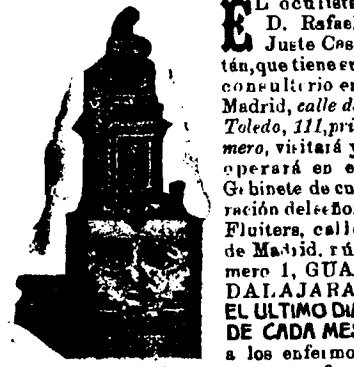 EL oculista
D. Rafael
Juste Cas
tán, que tiene su
consultorio en
Madrid, calle de
Toledo, 111, pri
mero, visitará y
operará en e
Gabinete de cu
ración del señor
Fluiters, calle
de Madrid, nú
mero 1, GUA
DALAJARA
EL ULTIMO DIA
DE CADA MES
a los enfermo